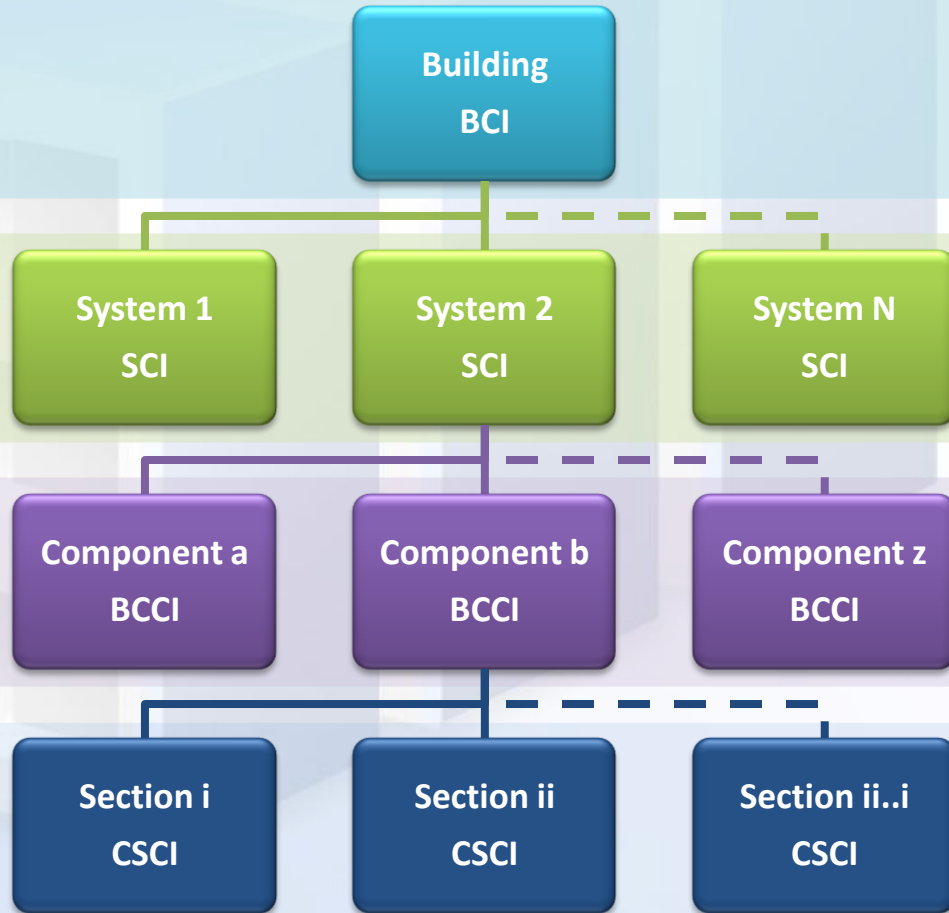 Building
BCI
System 1
SCI
System 2
SCI
System N
SCI
Component a
BCCI
Component b
BCCI
Component z
BCCI
Section i
CSCI
Section ii
CSCI
Section ii..i
CSCI